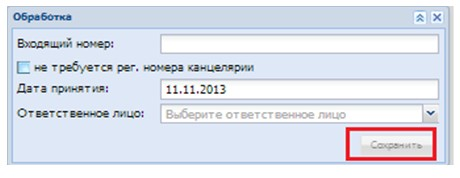 Обработка
Входящий номер:
не требуется рег. номера канцелярии
Дата принятия: 11.11.2013
Ответственное лицо: Выберите ответственное лицо
Сохранить